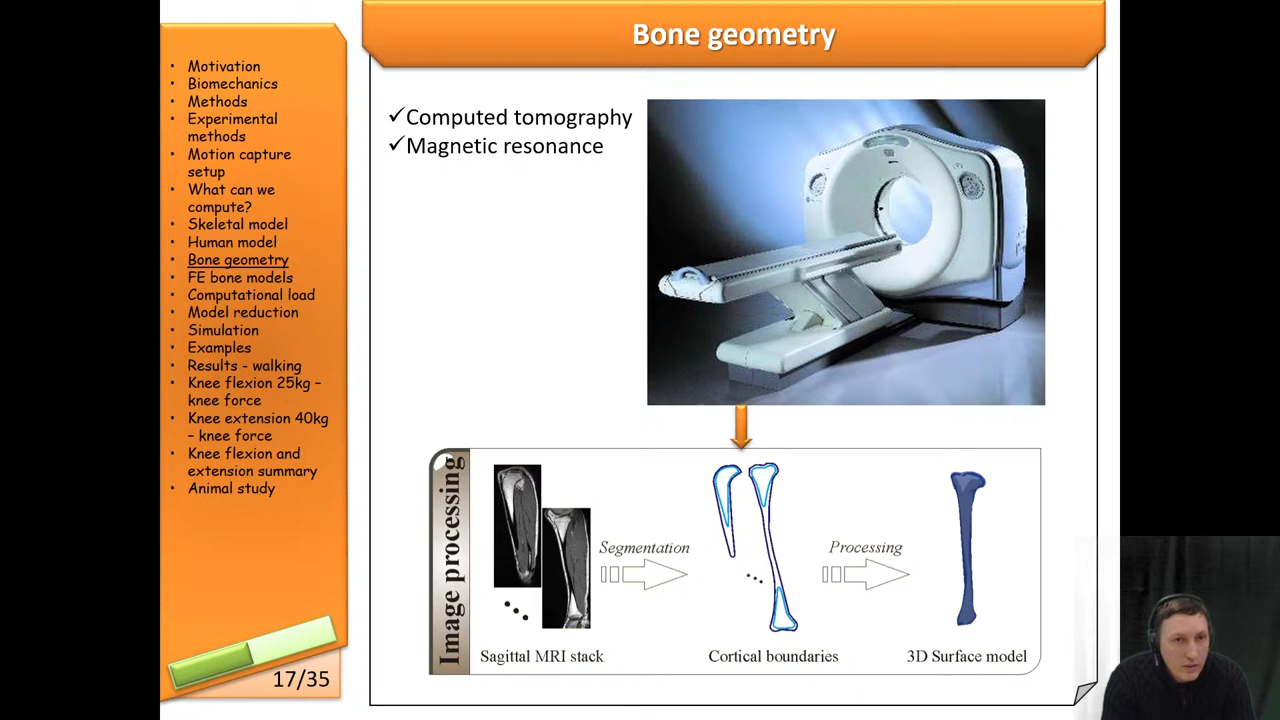 Bone geometry
• Motivation
• Biomechanics
• Methods
• Experimental
methods
• Motion capture
setup
• What can we
compute?
• Skeletal model
• Human model
• Bone geometry
• FE bone models
• Computational load
• Model reduction
• Simulation
• Examples
• Results - walking
• Knee flexion 25kg –
knee force
• Knee extension 40kg
– knee force
• Knee flexion and
extension summary
• Animal study
17/35
✓Computed tomography
✓Magnetic resonance
Image processing
Segmentation
Processing
Sagittal MRI stack
Cortical boundaries
3D Surface model